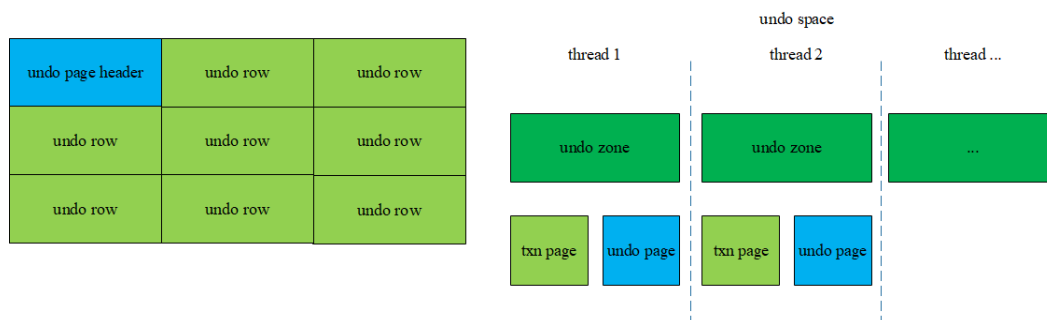 undo page header
undo row
undo row
undo row
undo row
undo row
undo row
undo row
undo row
undo space
thread 1
thread 2
thread ...
undo zone
undo zone
...
txn page
undo page
txn page
undo page